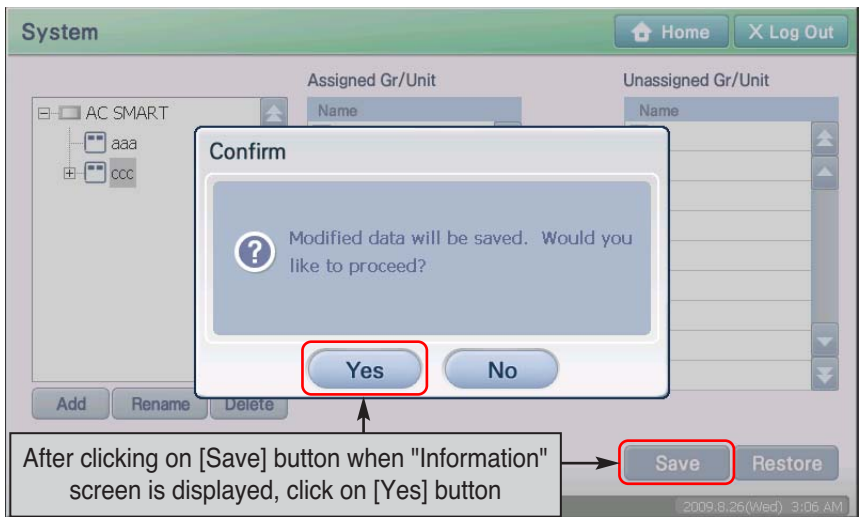 System
Home
X Log Out
Assigned Gr/Unit
Unassigned Gr/Unit
AC SMART
Name
Name
aaa
ccc
Confirm
Modified data will be saved. Would you
like to proceed?
Yes
No
Add
Rename
Delete
After clicking on [Save] button when "Information"
screen is displayed, click on [Yes] button
Save
Restore
2009.8.26(Wed) 3:06 AM